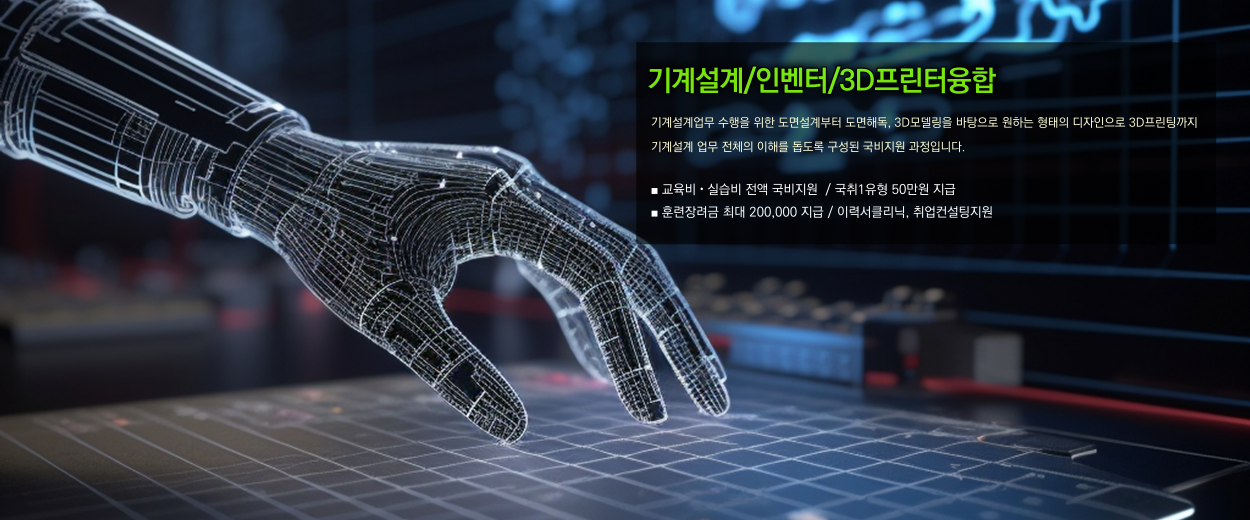 기계설계/인벤터/3D프린터융합
기계설계업무 수행을 위한 도면설계부터 도면해독, 3D모델링을 바탕으로 원하는 형태의 디자인으로 3D프린팅까지
기계설계 업무 전체의 이해를 돕도록 구성된 국비지원 과정입니다.
■ 교육비・실습비 전액 국비지원 / 국취1유형 50만원 지급
■ 훈련장려금 최대 200,000 지급 / 이력서클리닉, 취업컨설팅지원